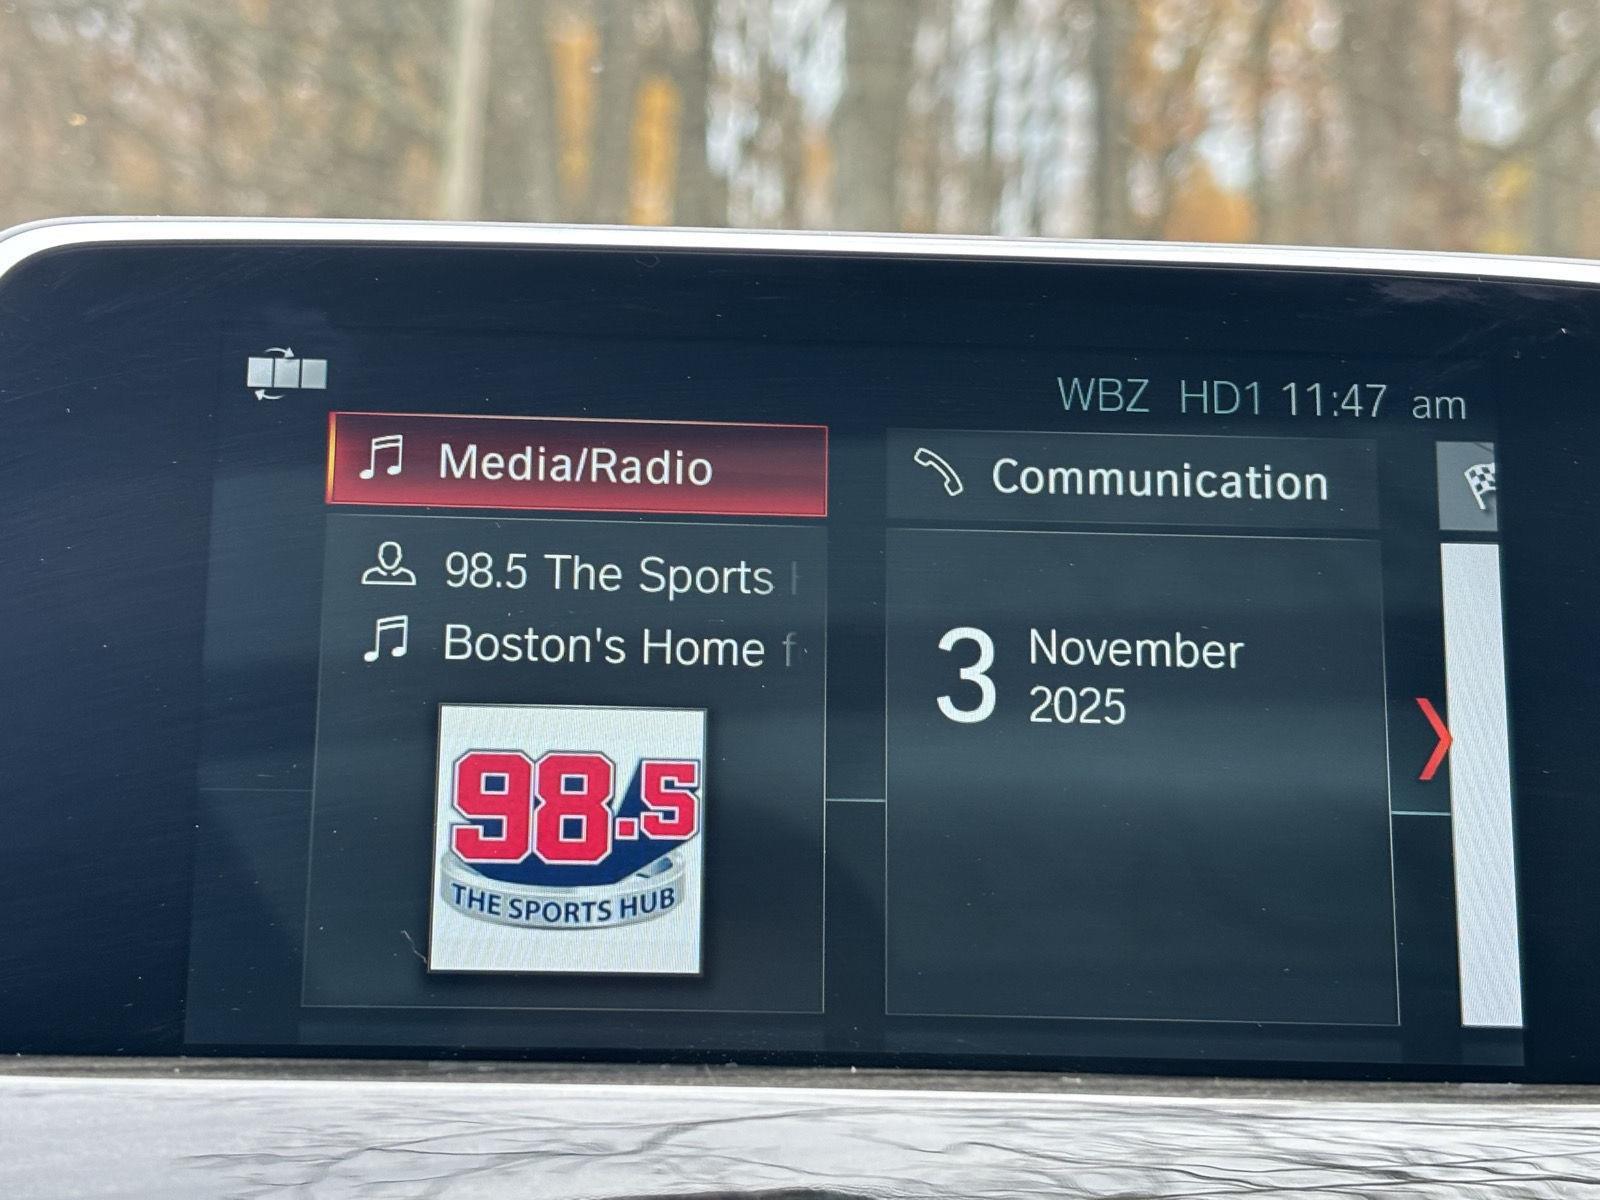 WBZ HD1 11:47 am
Media/Radio
Communication
98.5 The Sports
Boston's Home
3
November
2025
98.5
THE SPORTS HUB